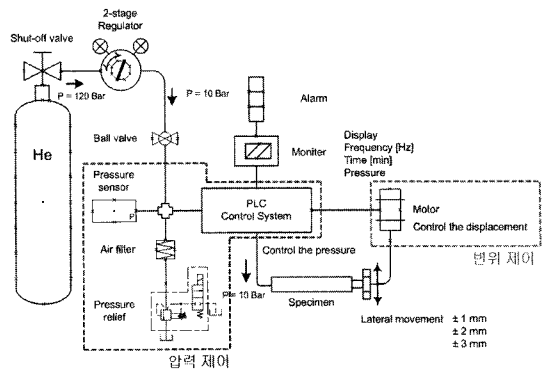 2-stage
Regulator
Shut-off valve
P = 120 Bar
P = 10 Bar
Alarm
Ball valve
He
Moniter
Display
Frequency [Hz]
Time [min]
Pressure
Pressure
sensor
P
PLC
Control System
Motor
Control the displacement
Air filter
Control the pressure
변위 제어
Pressure
relief
P= 10 Bar
Specimen
Lateral movement ± 1 mm
± 2 mm
± 3 mm
압력 제어